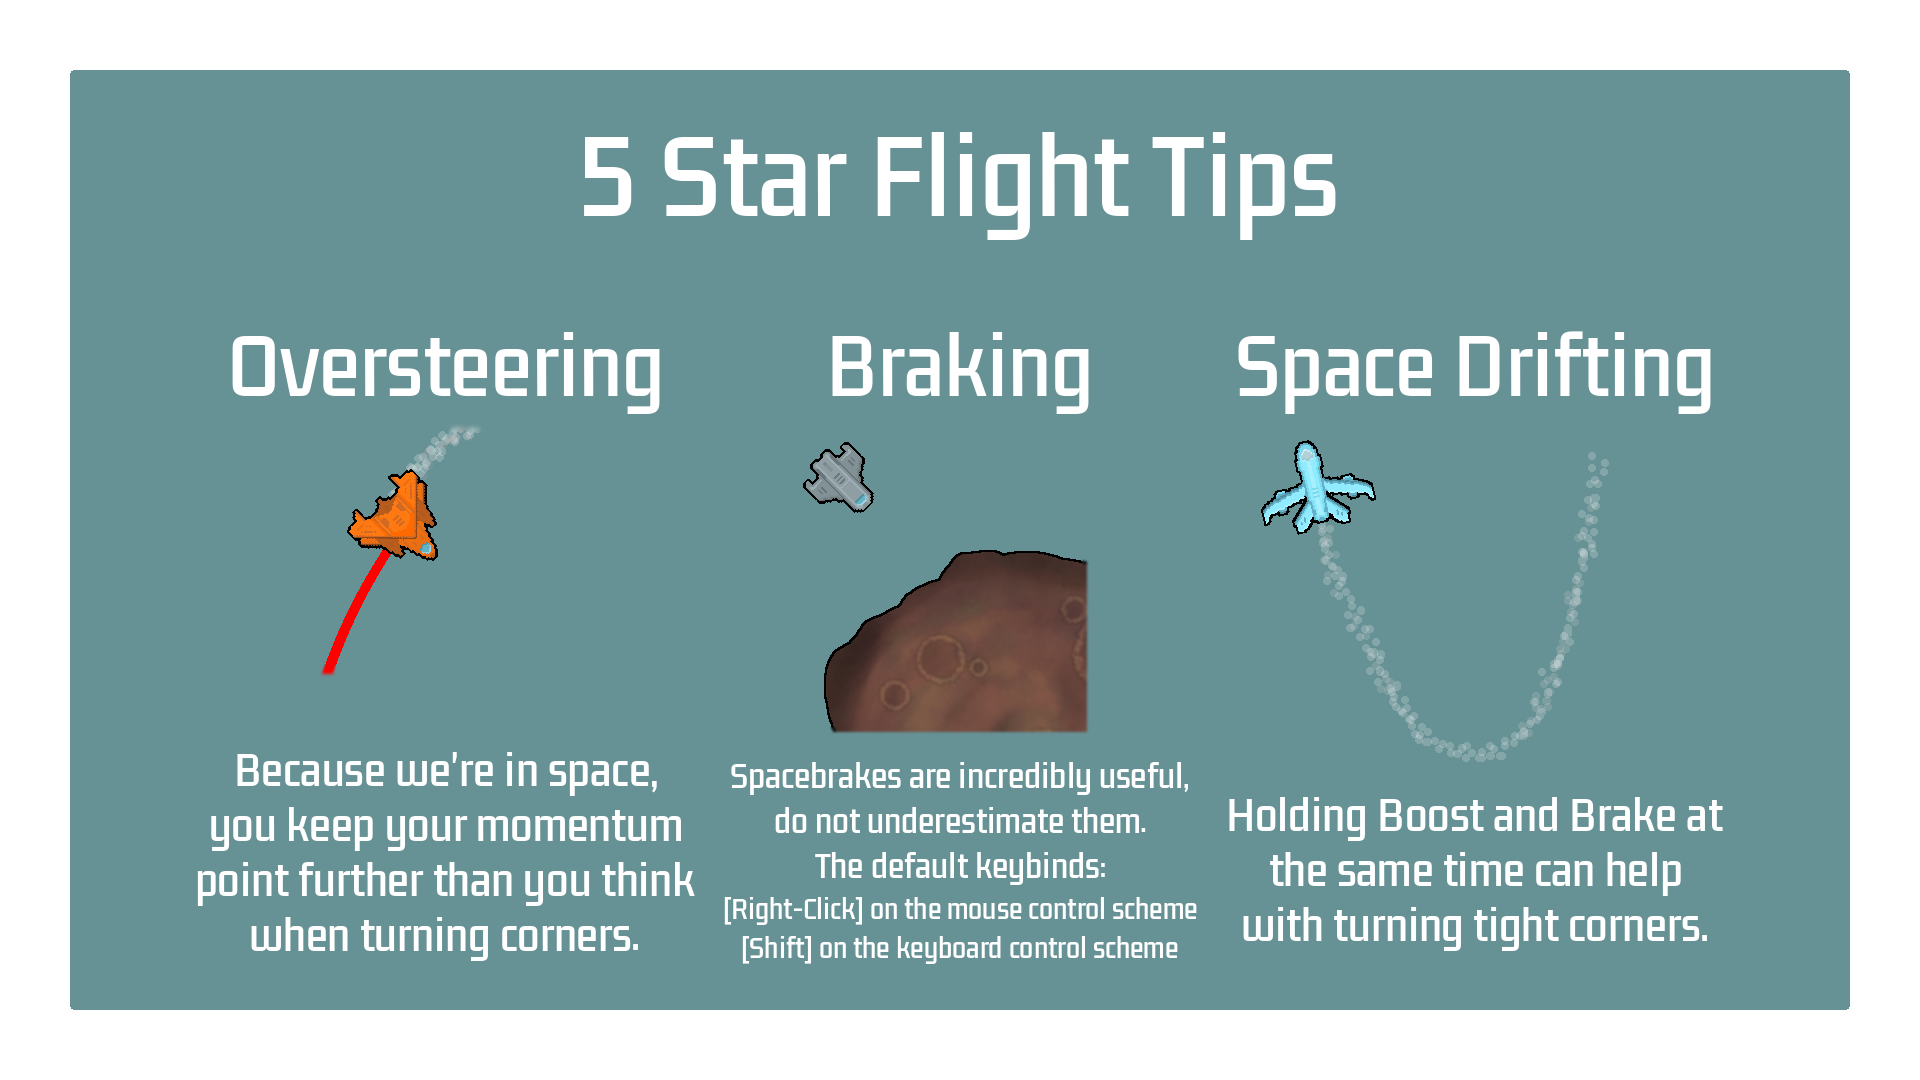 5 Star Flight Tips
Oversteering
Because we're in space,
you keep your momentum
point further than you think
when turning corners.
Braking
Spacebrakes are incredibly useful,
do not underestimate them.
The default keybinds:
[Right-Click] on the mouse control scheme
[Shift] on the keyboard control scheme
Space Drifting
Holding Boost and Brake at
the same time can help
with turning tight corners.